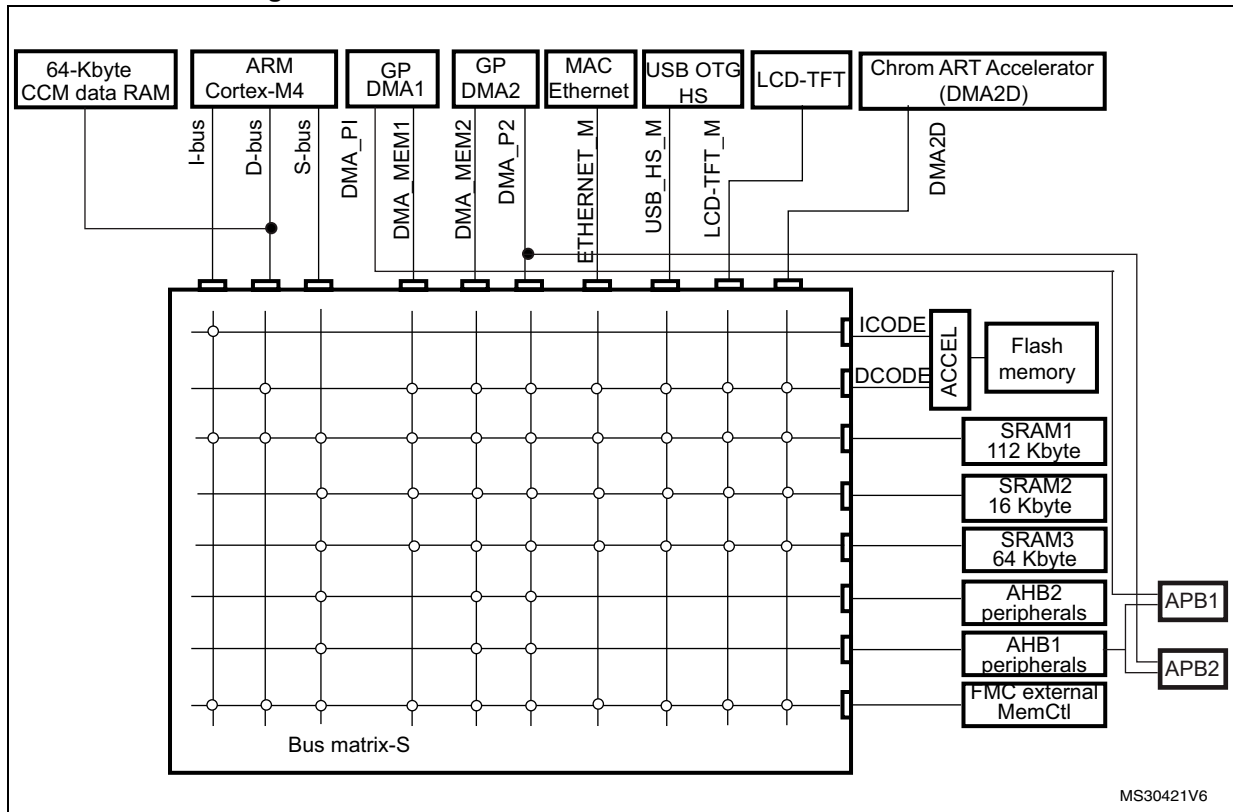 64-Kbyte
CCM data RAM
ARM
Cortex-M4
GP
DMA1
GP
DMA2
MAC
Ethernet
USB OTG
HS
LCD-TFT
Chrom ART Accelerator
(DMA2D)
I-bus
D-bus
S-bus
DMA_PI
DMA_MEM1
DMA_MEM2
DMA_P2
ETHERNET_M
USB_HS_M
LCD-TFT_M
DMA2D
ICODE
DCODE
ACCEL
Flash
memory
SRAM1
112 Kbyte
SRAM2
16 Kbyte
SRAM3
64 Kbyte
AHB2
peripherals
AHB1
peripherals
FMC external
MemCtl
APB1
APB2
Bus matrix-S
MS30421V6